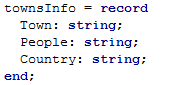 townsInfo = record
  Town: string;
  People: string;
  Country: string;
end;